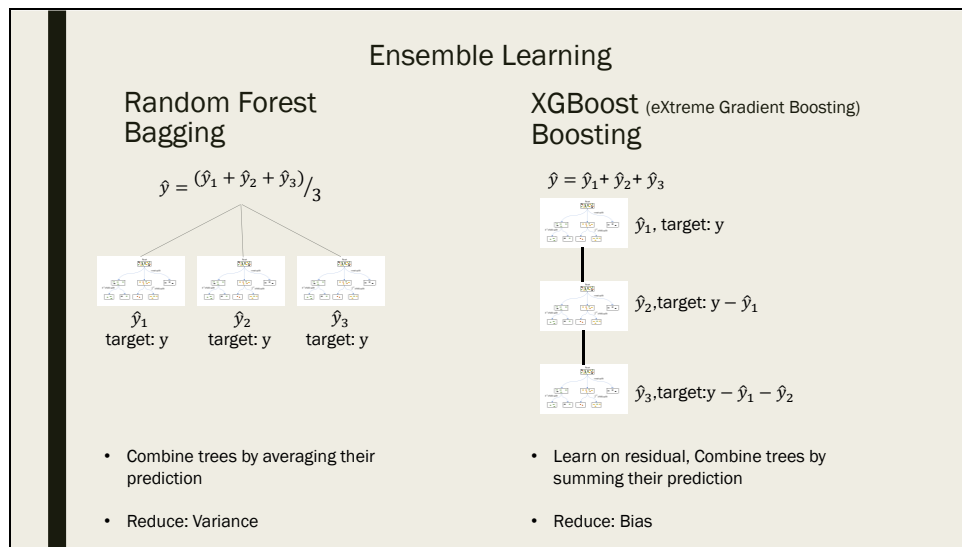 Ensemble Learning
Random Forest
Bagging
ŷ = (ŷ₁ + ŷ₂ + ŷ₃)/3
ŷ₁
target: y
ŷ₂
target: y
ŷ₃
target: y
• Combine trees by averaging their
prediction
• Reduce: Variance
XGBoost (eXtreme Gradient Boosting)
Boosting
ŷ = ŷ₁+ ŷ₂+ ŷ₃
ŷ₁, target: y
ŷ₂,target: y − ŷ₁
ŷ₃,target:y − ŷ₁ − ŷ₂
• Learn on residual, Combine trees by
summing their prediction
• Reduce: Bias